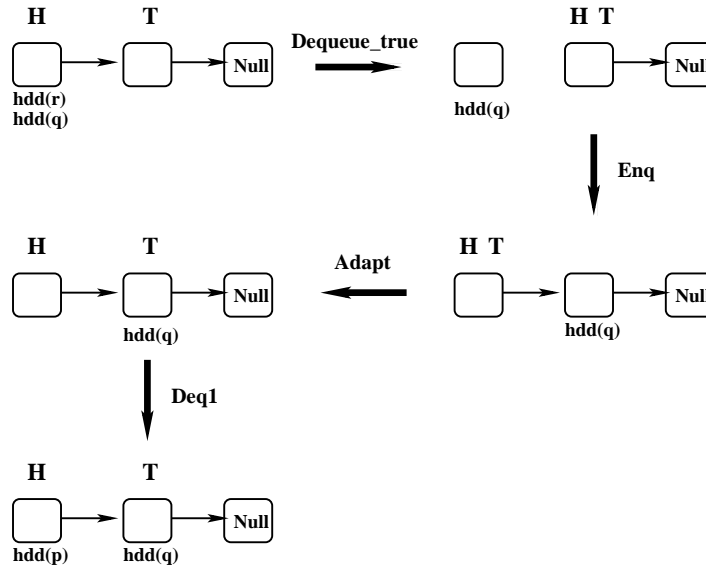 H T
Null
hdd(r)
hdd(q)
Dequeue_true
H T
Null
hdd(q)
Enq
H T
Null
hdd(q)
Adapt
H T
Null
hdd(q)
Deq1
H T
Null
hdd(p) hdd(q)